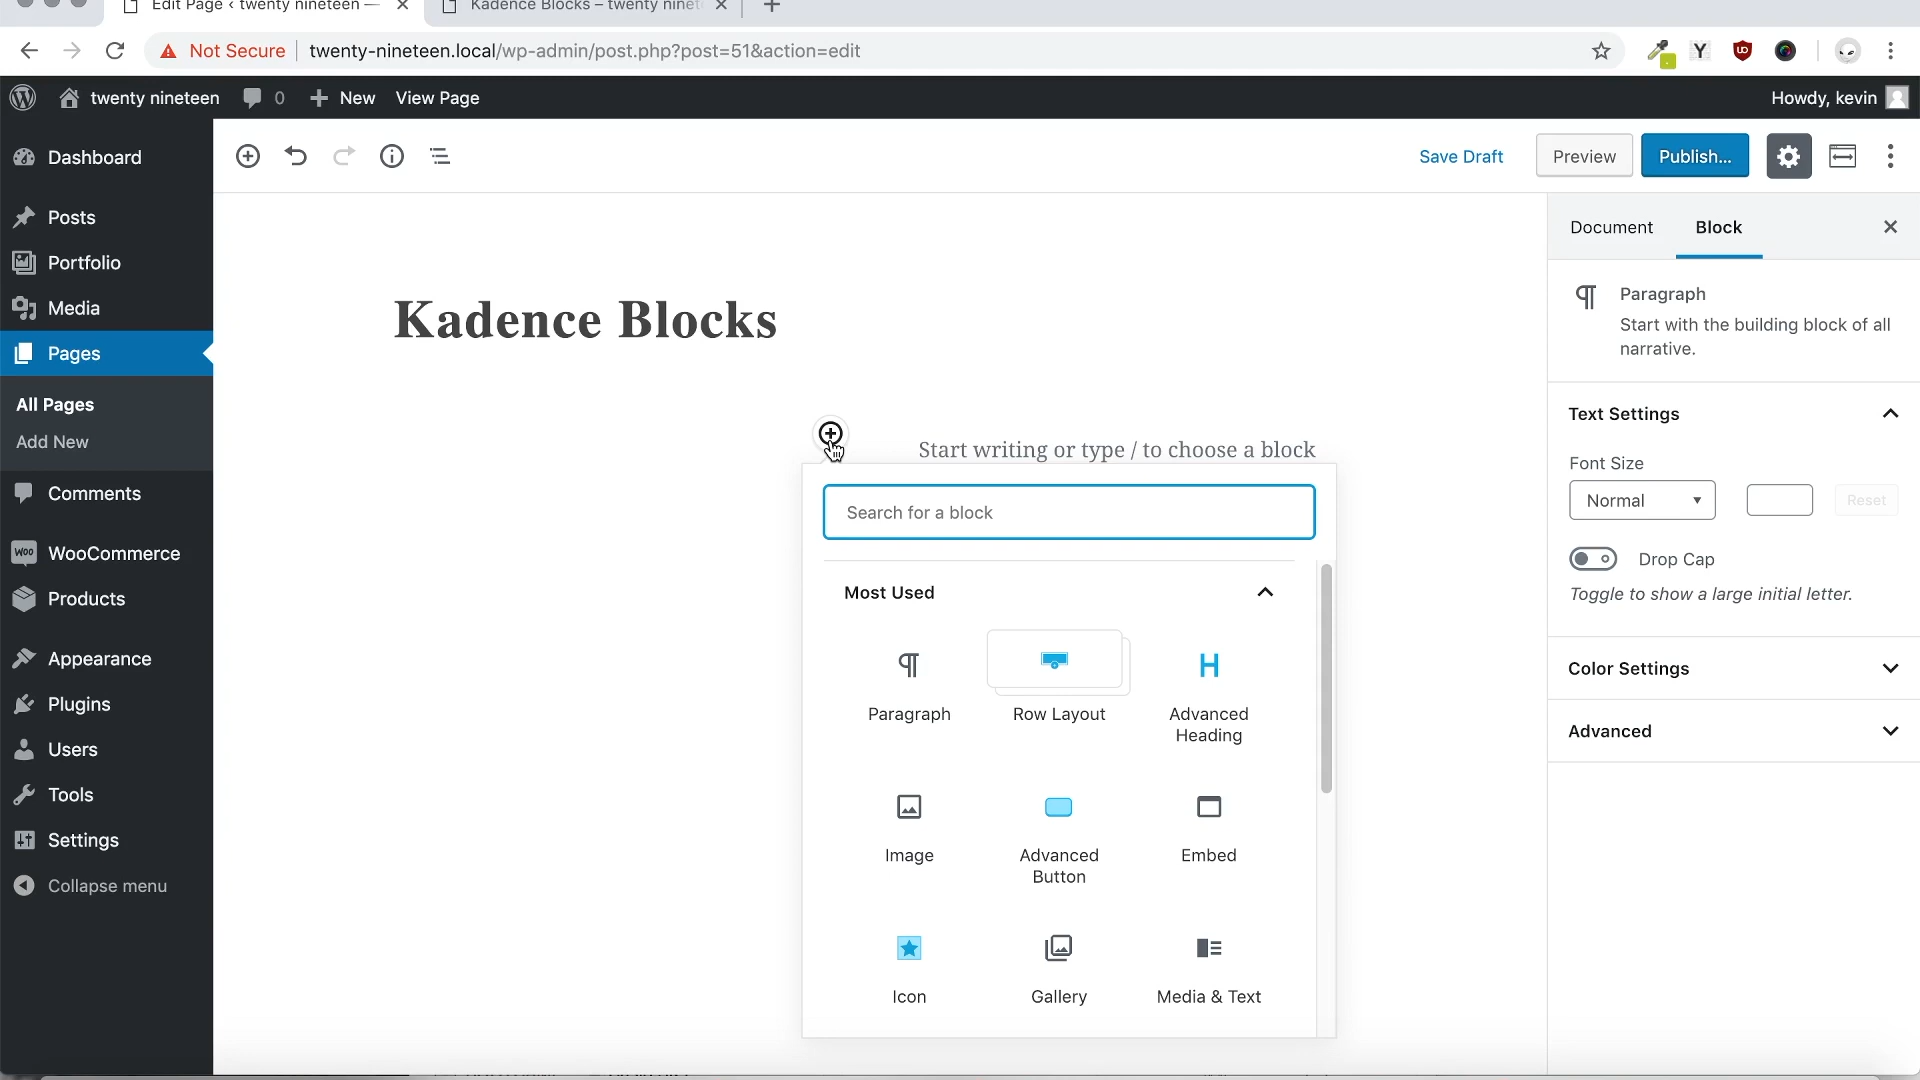 Edit Page ‹ twenty nineteen —
Kadence Blocks – twenty ninet
Not Secure
twenty-nineteen.local/wp-admin/post.php?post=51&action=edit
Y
twenty nineteen
0
New
View Page
Howdy, kevin
Dashboard
Posts
Portfolio
Media
Pages
All Pages
Add New
Comments
WOO
WooCommerce
Products
Appearance
Plugins
Users
Tools
Settings
Collapse menu
Save Draft
Preview
Publish...
Kadence Blocks
Start writing or type / to choose a block
Search for a block
Most Used
Paragraph
Row Layout
H
Advanced
Heading
Image
Advanced
Button
Embed
Icon
Gallery
Media & Text
Document
Block
Paragraph
Start with the building block of all
narrative.
Text Settings
Font Size
Normal
Reset
Drop Cap
Toggle to show a large initial letter.
Color Settings
Advanced